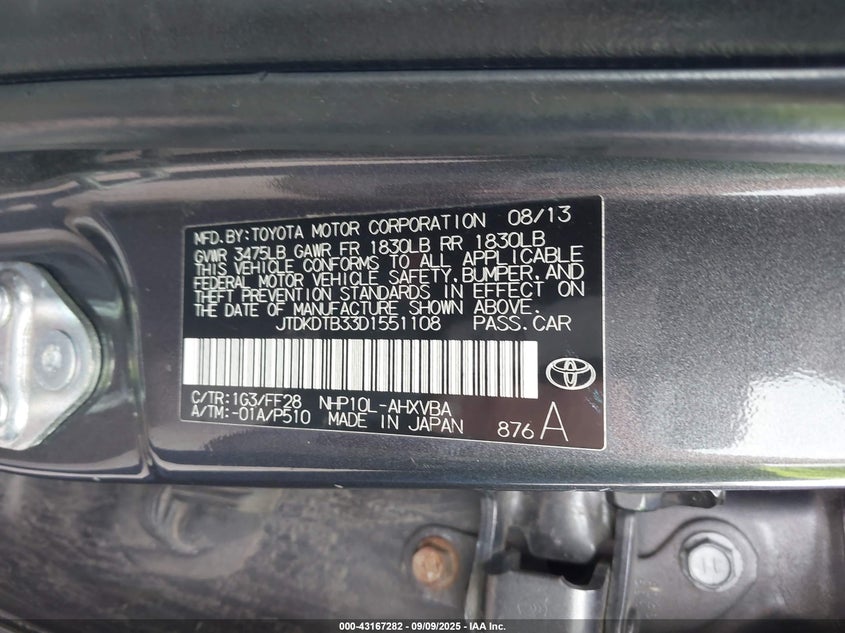 MFD.BY:TOYOTA MOTOR CORPORATION 08/13
GVWR 3475LB GAWR FR 1830LB RR 1830LB
THIS VEHICLE CONFORMS TO ALL APPLICABLE
FEDERAL MOTOR VEHICLE SAFETY, BUMPER, AND
THEFT PREVENTION STANDARDS IN EFFECT ON
THE DATE OF MANUFACTURE SHOWN ABOVE.
JTDKDTB33D1551108 PASS.CAR
C/TR:1G3/FF28 NHP10L-AHXVBA
A/TM:-01A/P510 MADE IN JAPAN 876 A
000-43167282 - 09/09/2025 - IAA Inc.